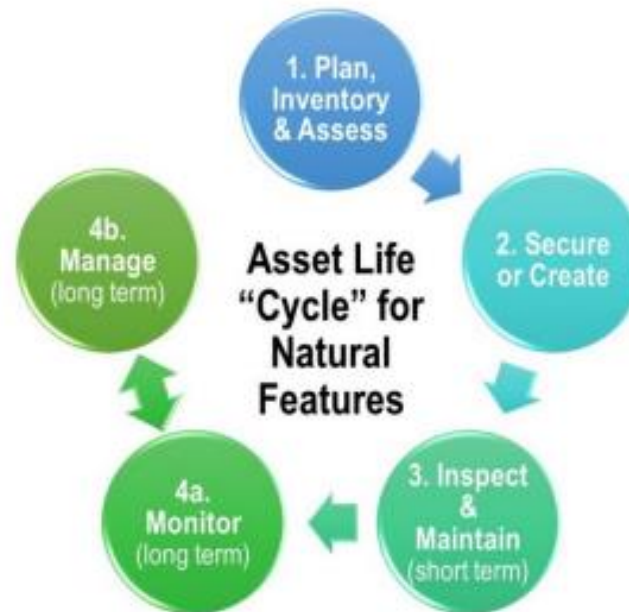 1. Plan,
Inventory
& Assess
2. Secure
or Create
3. Inspect
&
Maintain
(short term)
4a.
Monitor
(long term)
4b.
Manage
(long term)
Asset Life
“Cycle” for
Natural
Features